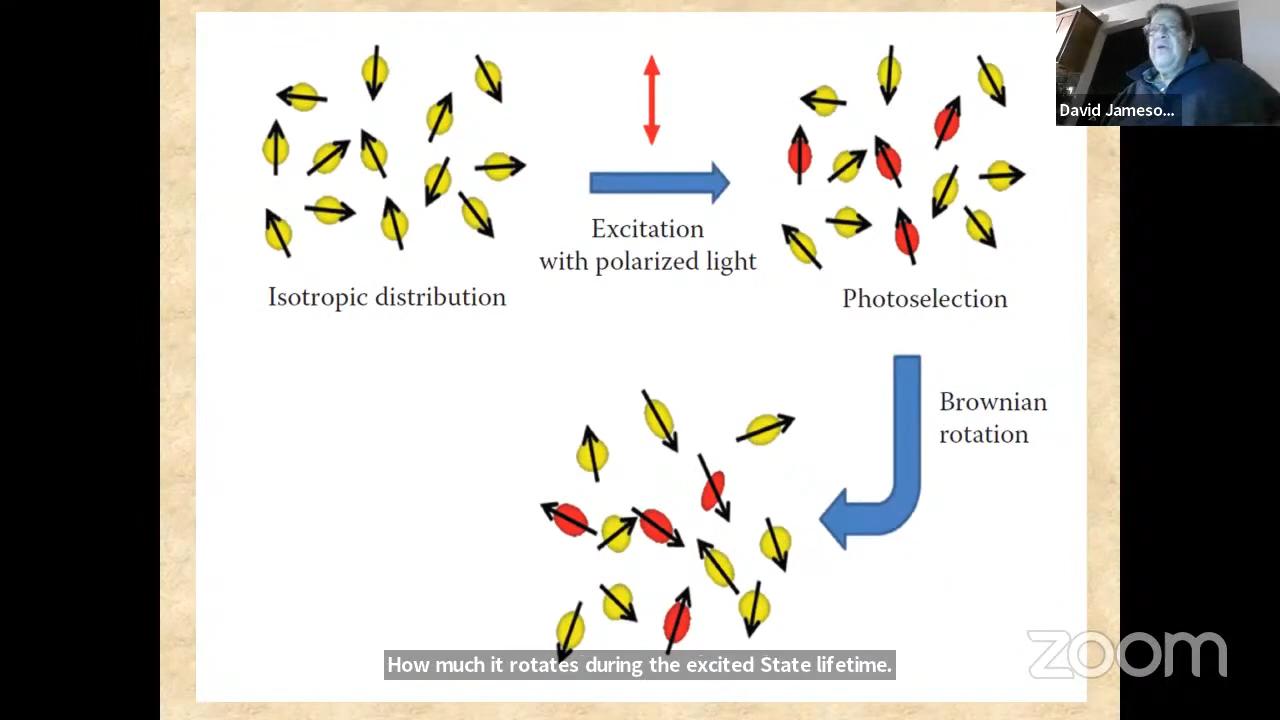 David Jameso...
Excitation
with polarized light
Isotropic distribution
Photoselection
Brownian
rotation
How much it rotates during the excited State lifetime.
zoom